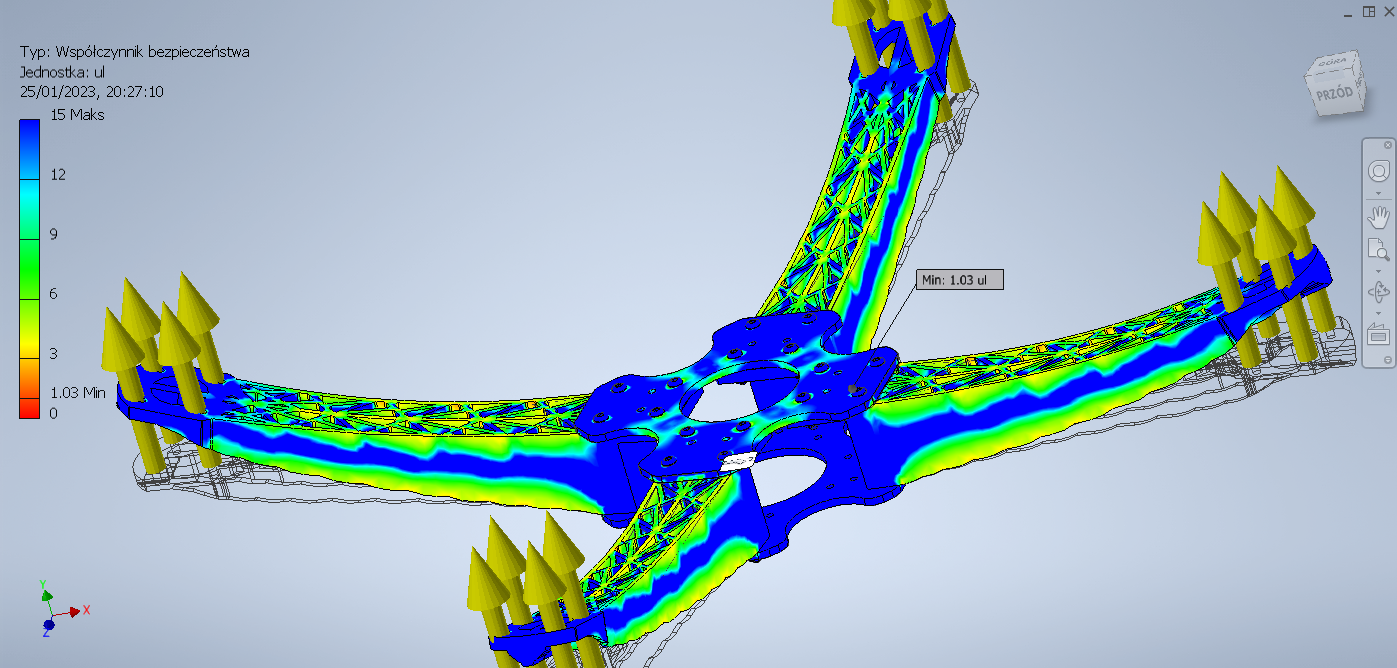 Typ: Współczynnik bezpieczeństwa
Jednostka: ul
25/01/2023, 20:27:10
15 Maks
12
9
6
3
1.03 Min
0
Min: 1.03 ul
GÓRA
PRZÓD
Y
X
Z